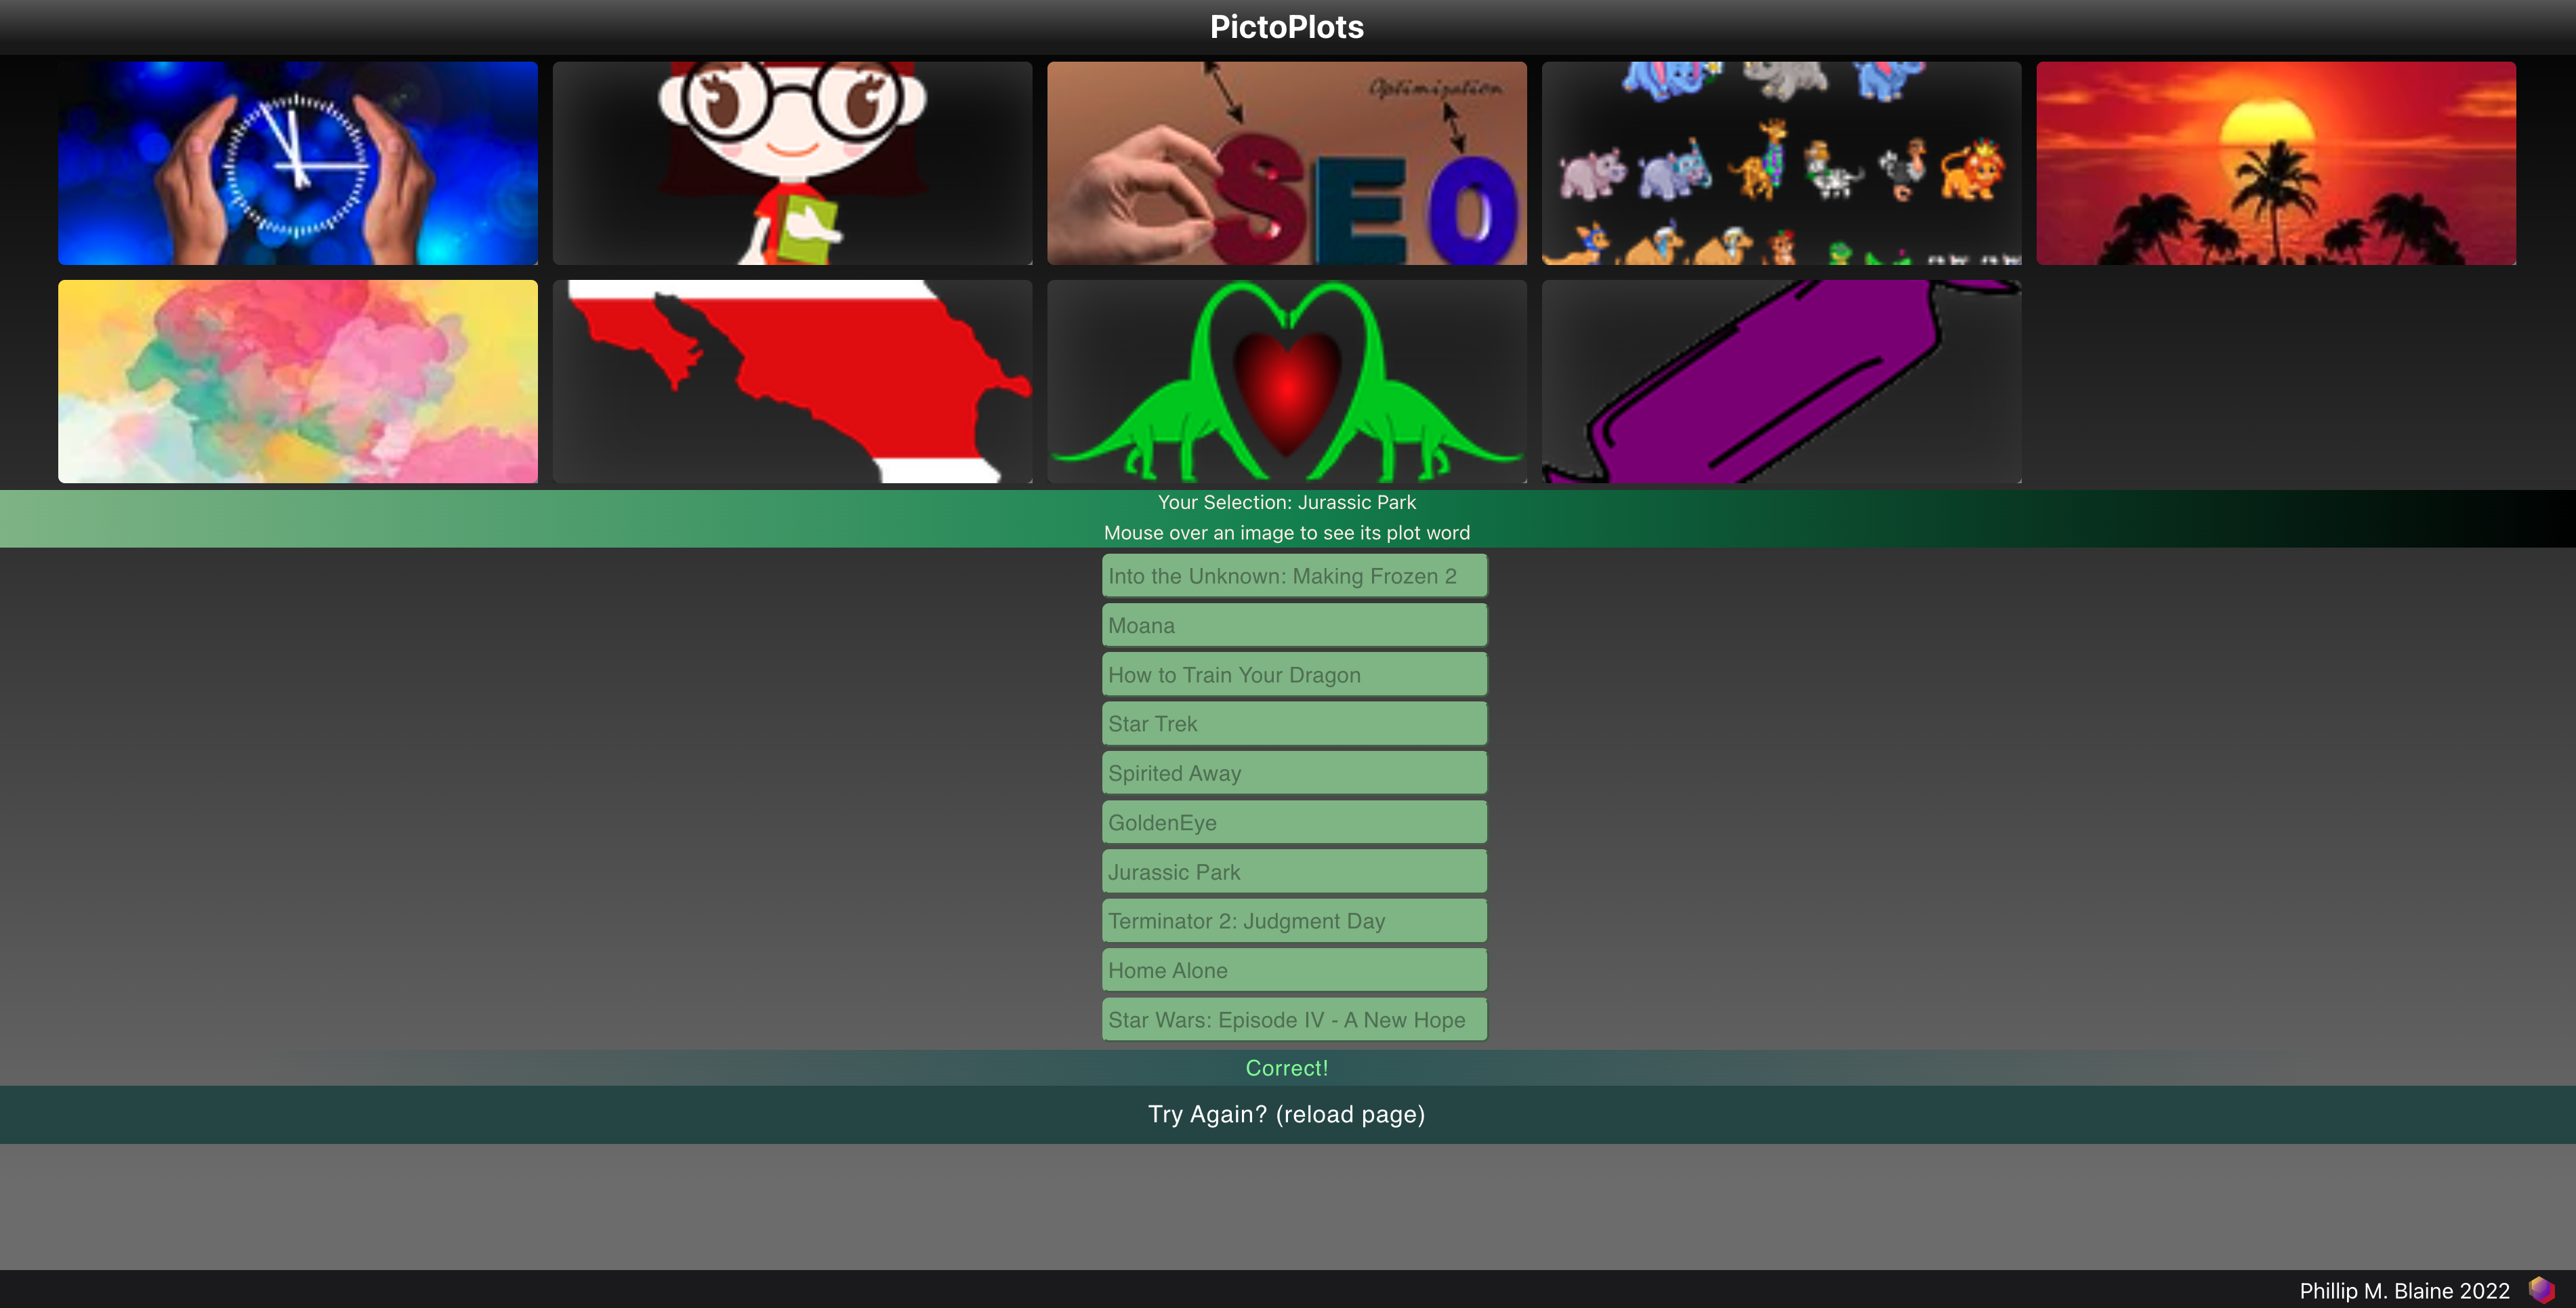 PictoPlots
Optimization
SEO
Your Selection: Jurassic Park
Mouse over an image to see its plot word
Into the Unknown: Making Frozen 2
Moana
How to Train Your Dragon
Star Trek
Spirited Away
GoldenEye
Jurassic Park
Terminator 2: Judgment Day
Home Alone
Star Wars: Episode IV - A New Hope
Correct!
Try Again? (reload page)
Phillip M. Blaine 2022